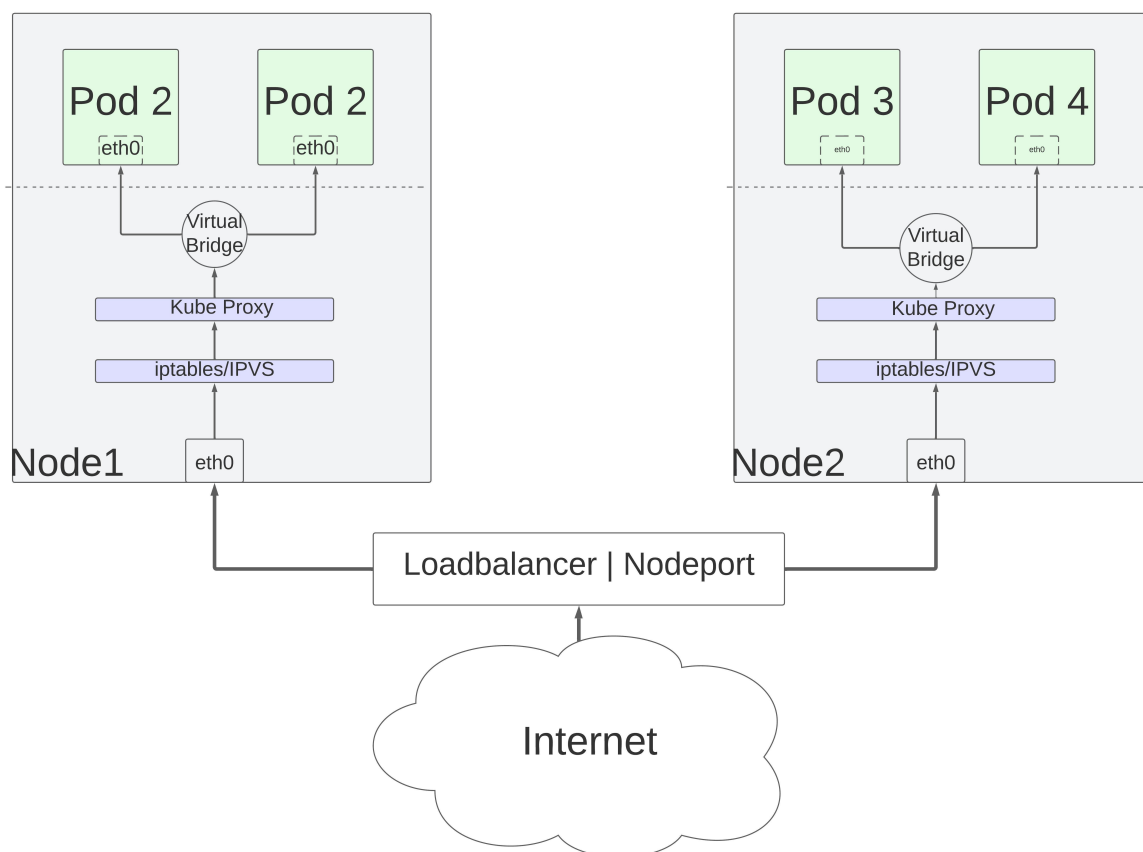 Pod 2
Pod 2
eth0
eth0
Virtual
Bridge
Kube Proxy
iptables/IPVS
Node1
eth0
Pod 3
Pod 4
eth0
eth0
Virtual
Bridge
Kube Proxy
iptables/IPVS
Node2
eth0
Loadbalancer | Nodeport
Internet